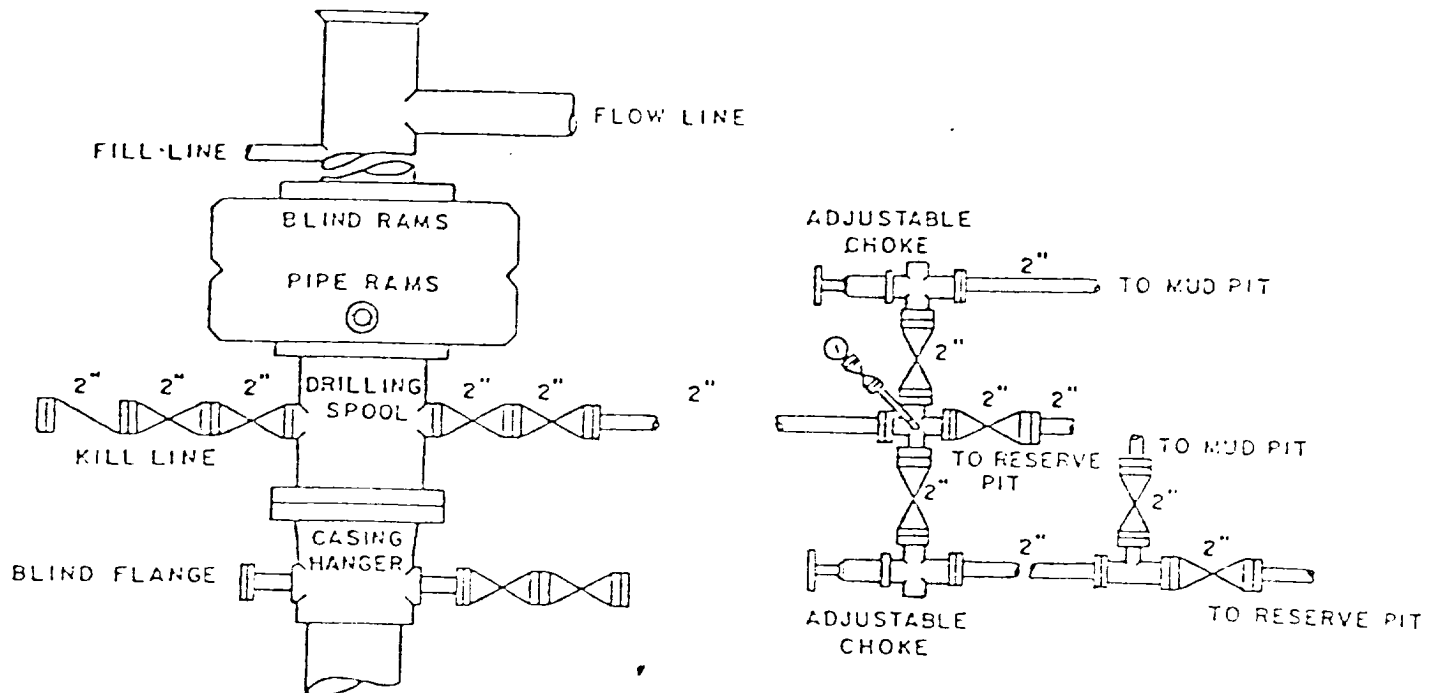 FLOW LINE
FILL-LINE
BLIND RAMS
PIPE RAMS
2" 2" 2"
DRILLING
SPOOL
2" 2" 2"
KILL LINE
CASING
HANGER
BLIND FLANGE
ADJUSTABLE
CHOKE
2"
TO MUD PIT
2"
2" 2"
TO RESERVE
PIT
TO MUD PIT
2"
2"
2"
2"
ADJUSTABLE
CHOKE
TO RESERVE PIT